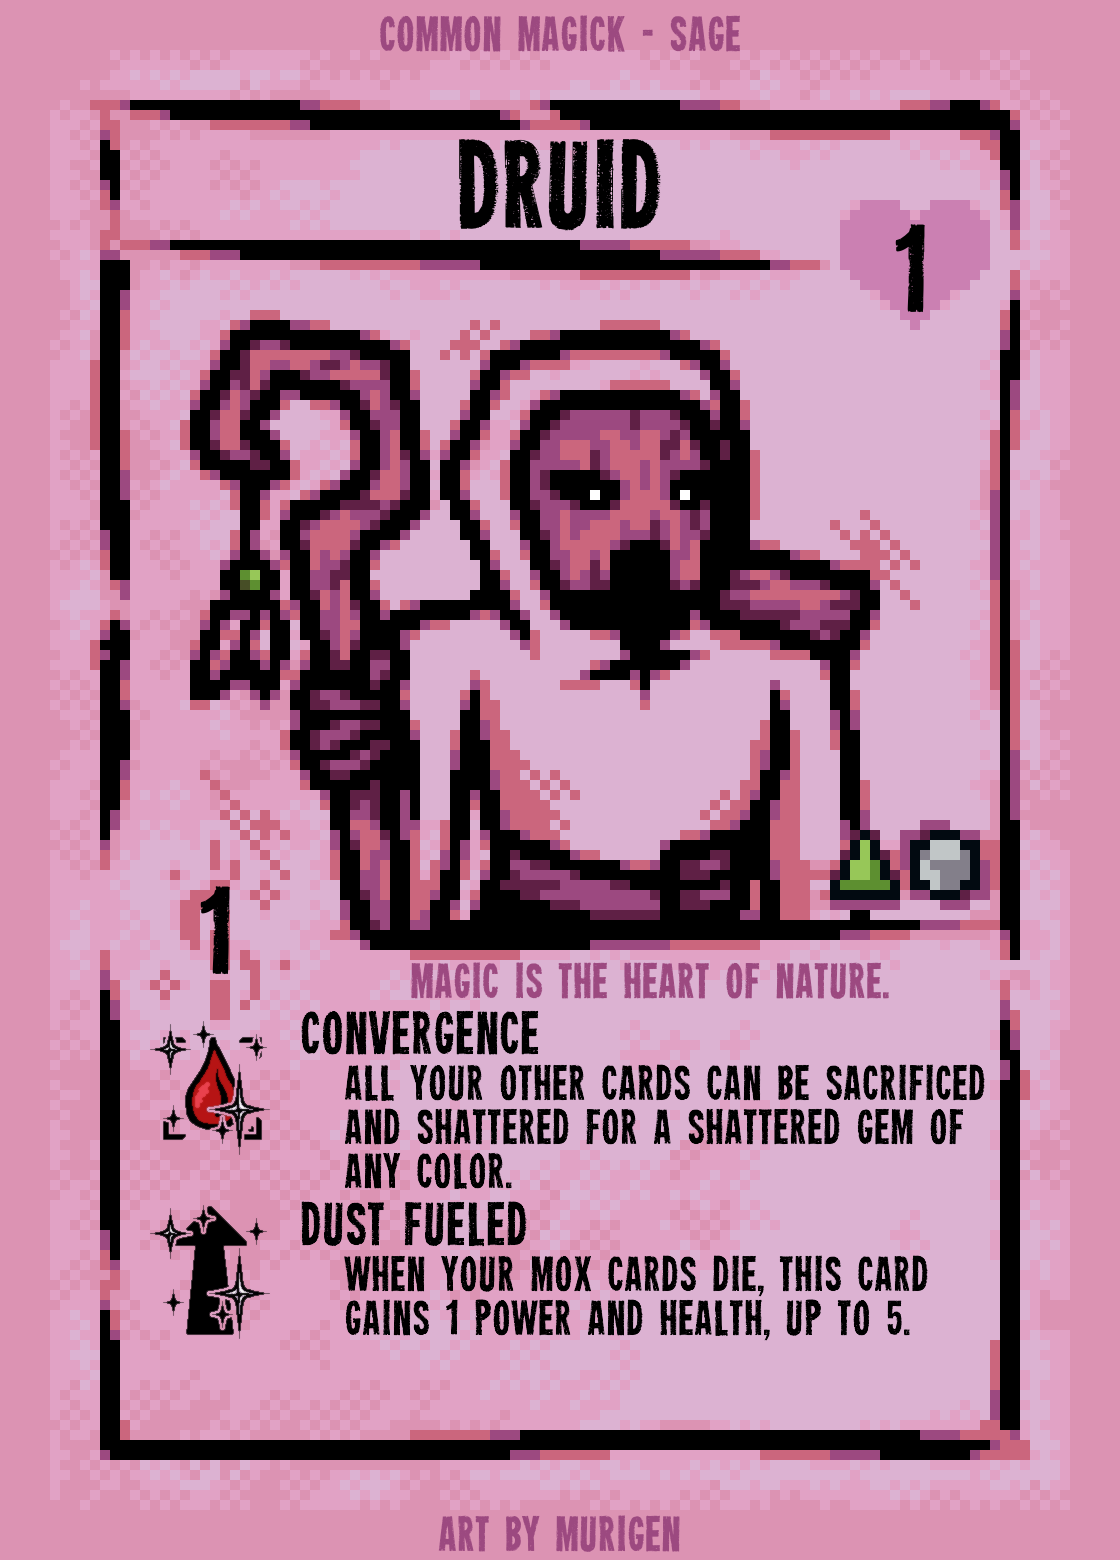 COMMON MAGICK - SAGE
DRUID
1
1
MAGIC IS THE HEART OF NATURE.
CONVERGENCE
ALL YOUR OTHER CARDS CAN BE SACRIFICED
AND SHATTERED FOR A SHATTERED GEM OF
ANY COLOR.
DUST FUELED
WHEN YOUR MOX CARDS DIE, THIS CARD
GAINS 1 POWER AND HEALTH, UP TO 5.
ART BY MURIGEN